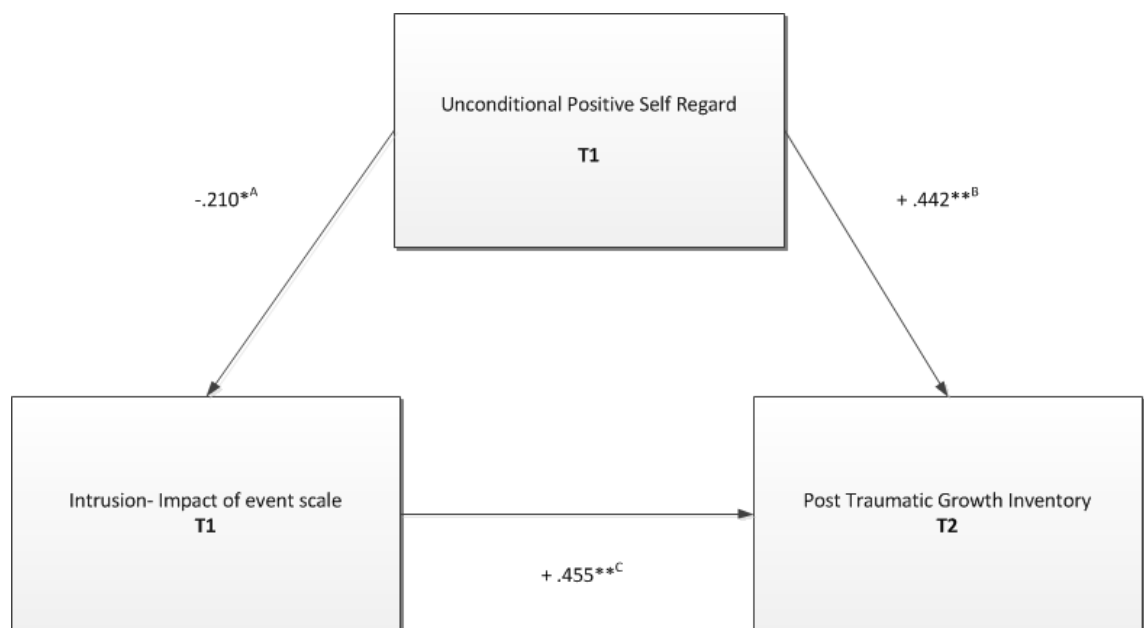 Unconditional Positive Self Regard
T1
-.210*ᴬ
+ .442**ᴮ
Intrusion- Impact of event scale
T1
Post Traumatic Growth Inventory
T2
+ .455**ᶜ